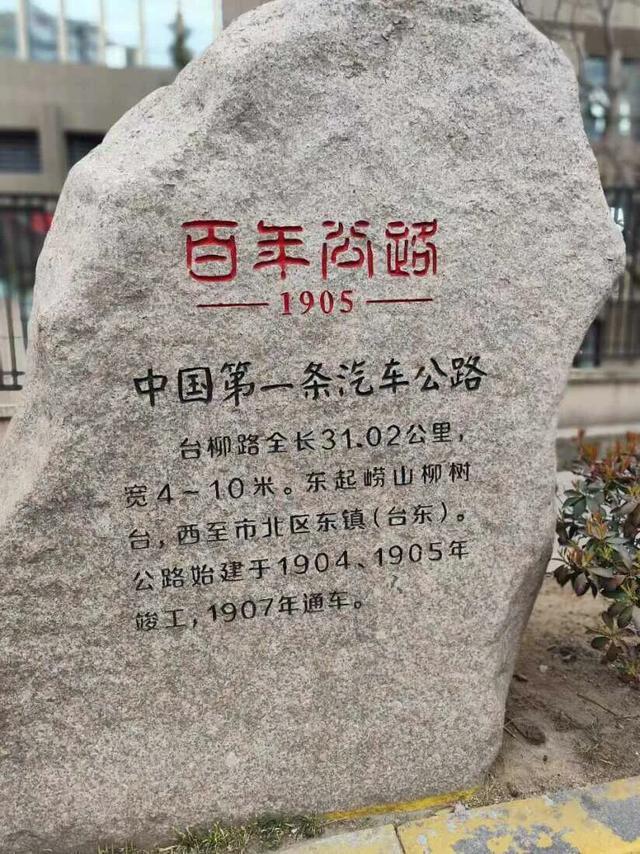 百年公路
1905
中国第一条汽车公路
台柳路全长31.02公里，
宽4～10米。东起崂山柳树
台，西至市北区东镇（台东）。
公路始建于1904、1905年
竣工，1907年通车。